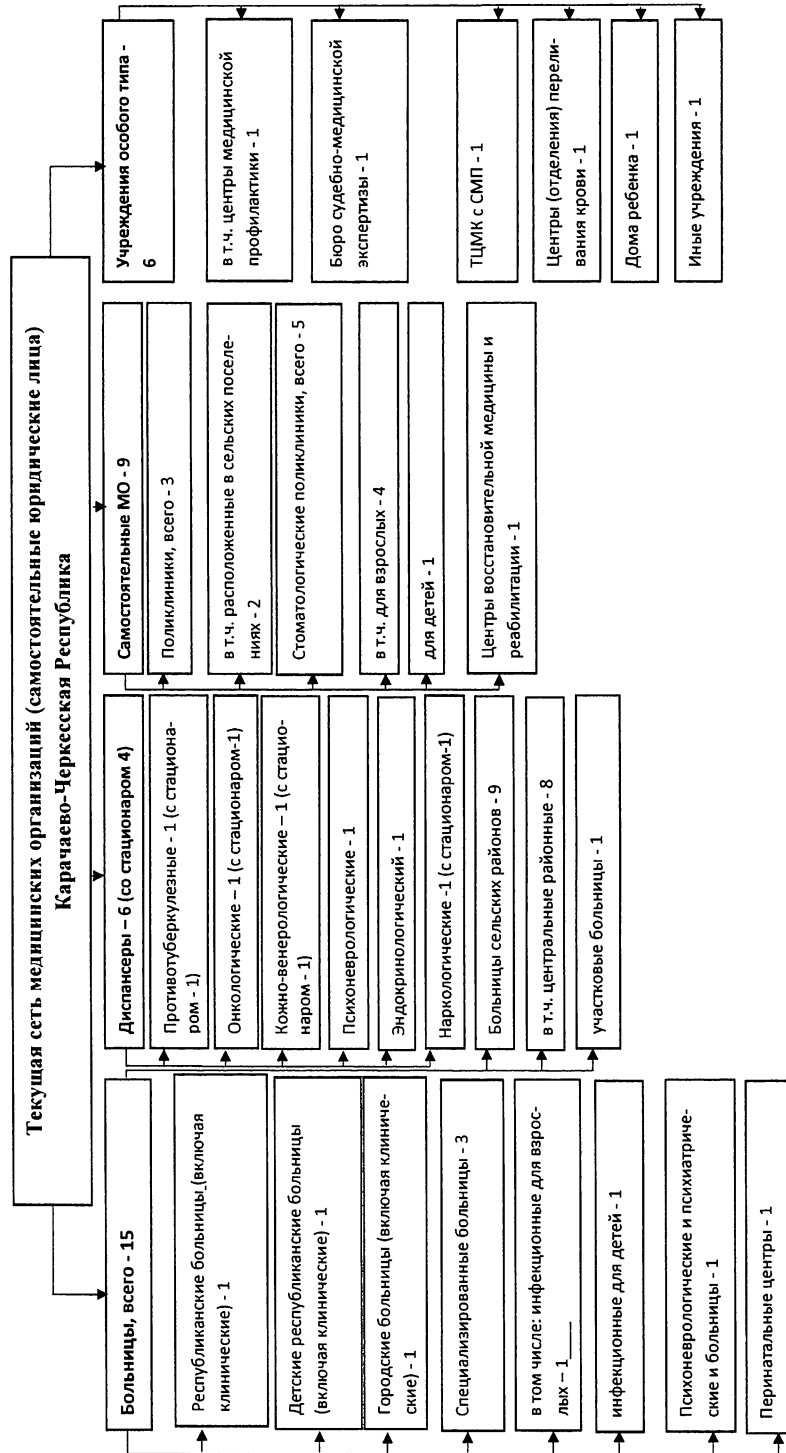 Текущая сеть медицинских организаций (самостоятельные юридические лица)
Карачаево-Черкесская Республика
Больницы, всего - 15
Республиканские больницы (включая
клинические) - 1
Детские республиканские больницы
(включая клинические) - 1
Городские больницы (включая клиниче-
ские) - 1
Специализированные больницы - 3
в том числе: инфекционные для взрос-
лых – 1____
инфекционные для детей - 1
Психоневрологические и психиатриче-
ские и больницы - 1
Перинатальные центры - 1
Диспансеры – 6 (со стационаром 4)
Противотуберкулезные - 1 (с стациона-
ром - 1)
Онкологические – 1 (с стационаром-1)
Кожно-венерологические – 1 (с стацио-
наром - 1)
Психоневрологические - 1
Эндокринологический - 1
Наркологические -1 (с стационаром-1)
Больницы сельских районов - 9
в т.ч. центральные районные - 8
участковые больницы - 1
Самостоятельные МО - 9
Поликлиники, всего - 3
в т.ч. расположенные в сельских поселе-
ниях - 2
Стоматологические поликлиники, всего - 5
в т.ч. для взрослых - 4
для детей - 1
Центры восстановительной медицины и
реабилитации - 1
Учреждения особого типа -
6
в т.ч. центры медицинской
профилактики - 1
Бюро судебно-медицинской
экспертизы - 1
ТЦМК с СМП - 1
Центры (отделения) перели-
вания крови - 1
Дома ребенка - 1
Иные учреждения - 1